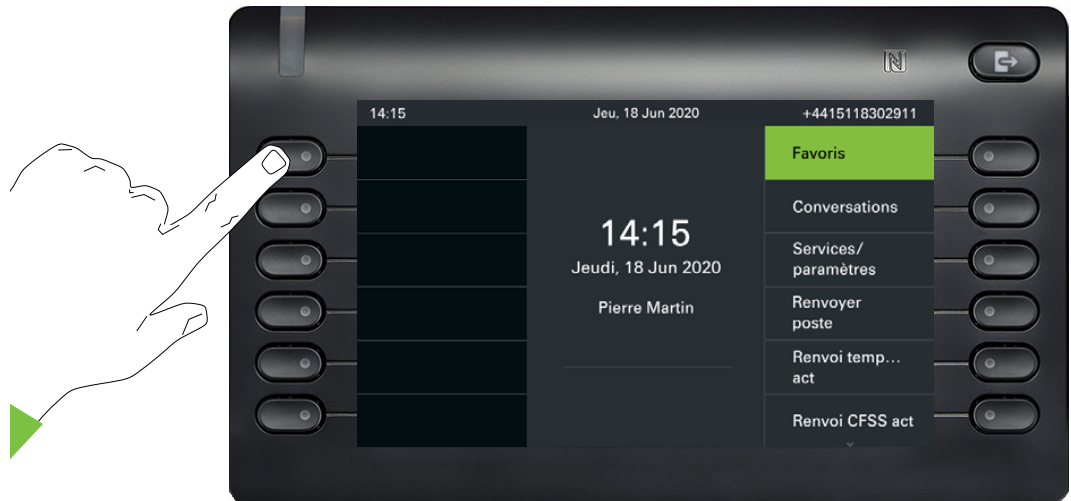 14:15
Jeu, 18 Jun 2020
+4415118302911
14:15
Jeudi, 18 Jun 2020
Pierre Martin
Favoris
Conversations
Services/
paramètres
Renvoyer
poste
Renvoi temp...
act
Renvoi CFSS act